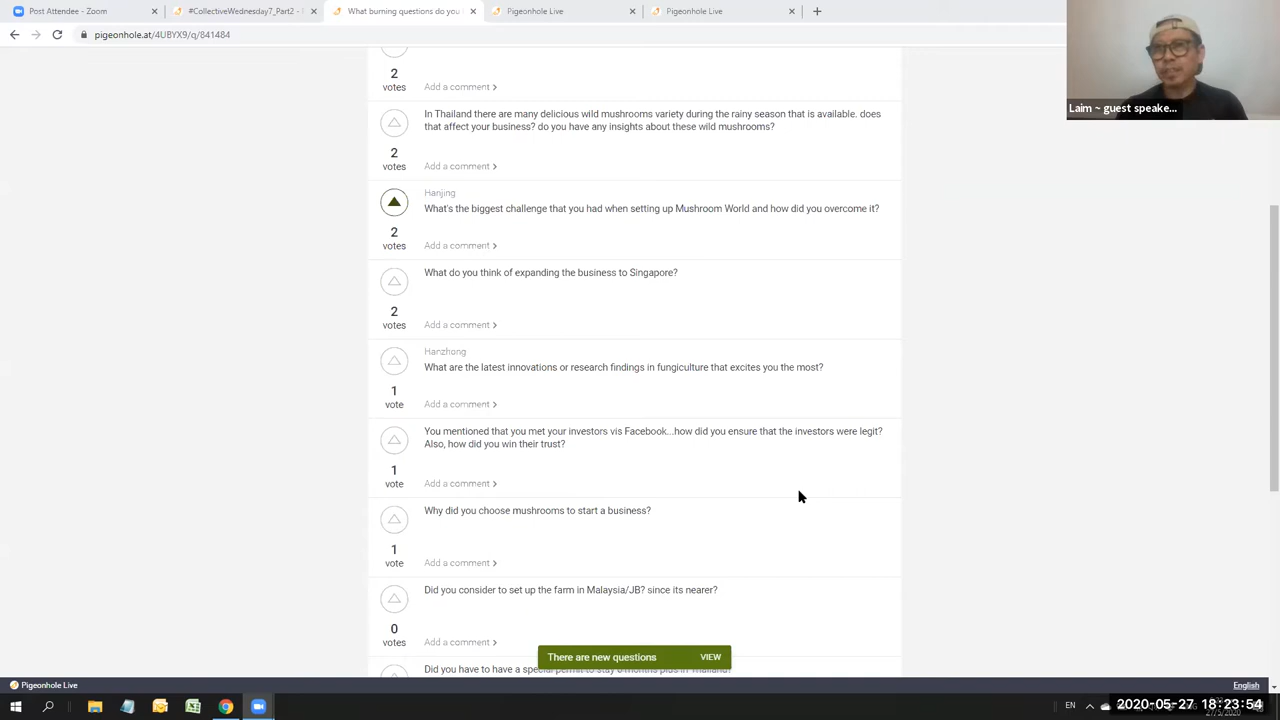 Post Attendee - Zoom
#CollectiveWednesday7_Part2 -
What burning questions do you
Pigeonhole Live
Pigeonhole Live
pigeonhole.at/4UBYX9/q/841484
Laim ~ guest speake...
2
votes
Add a comment
In Thailand there are many delicious wild mushrooms variety during the rainy season that is available. does
that affect your business? do you have any insights about these wild mushrooms?
2
votes
Add a comment
Hanjing
What's the biggest challenge that you had when setting up Mushroom World and how did you overcome it?
2
votes
Add a comment
What do you think of expanding the business to Singapore?
2
votes
Add a comment
Hanzhong
What are the latest innovations or research findings in fungiculture that excites you the most?
1
vote
Add a comment
You mentioned that you met your investors vis Facebook...how did you ensure that the investors were legit?
Also, how did you win their trust?
1
vote
Add a comment
Why did you choose mushrooms to start a business?
1
vote
Add a comment
Did you consider to set up the farm in Malaysia/JB? since its nearer?
0
votes
Add a comment
There are new questions VIEW
Did you have to have a special permit to stay
Pigeonhole Live
English
EN
2020-05-27 18:23:54